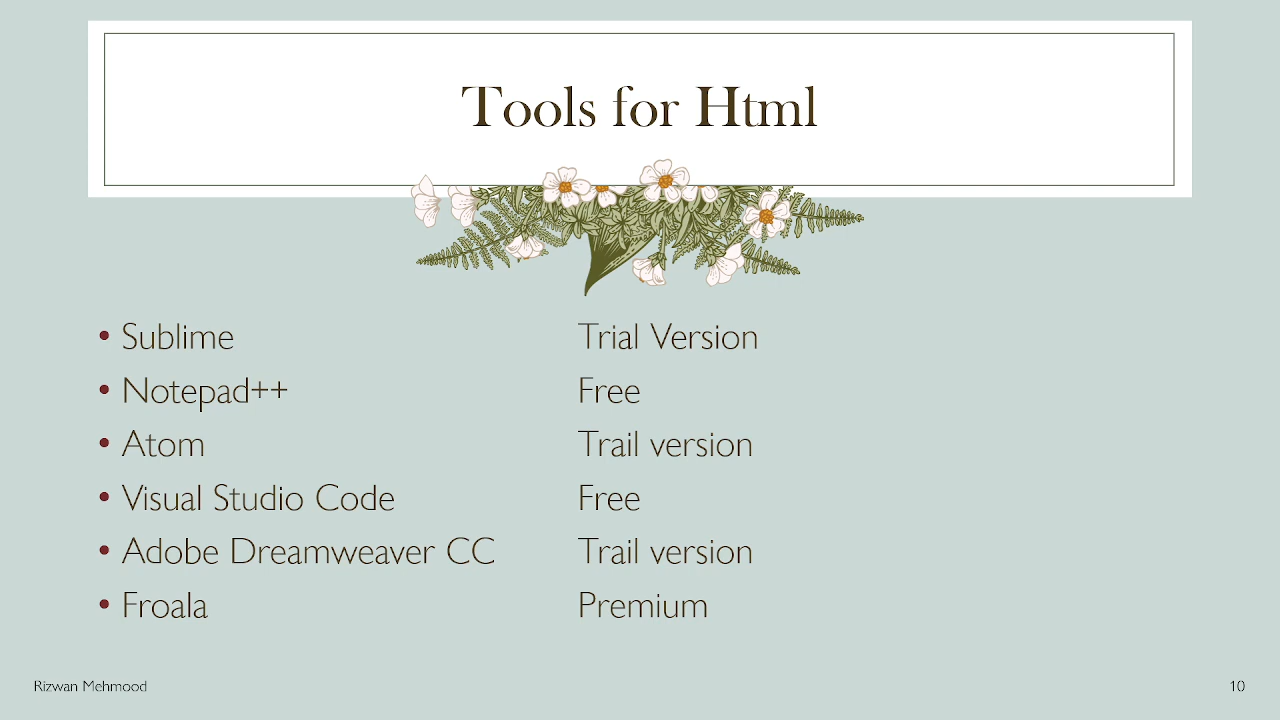 Tools for Html
• Sublime Trial Version
• Notepad++ Free
• Atom Trail version
• Visual Studio Code Free
• Adobe Dreamweaver CC Trail version
• Froala Premium
Rizwan Mehmood 10